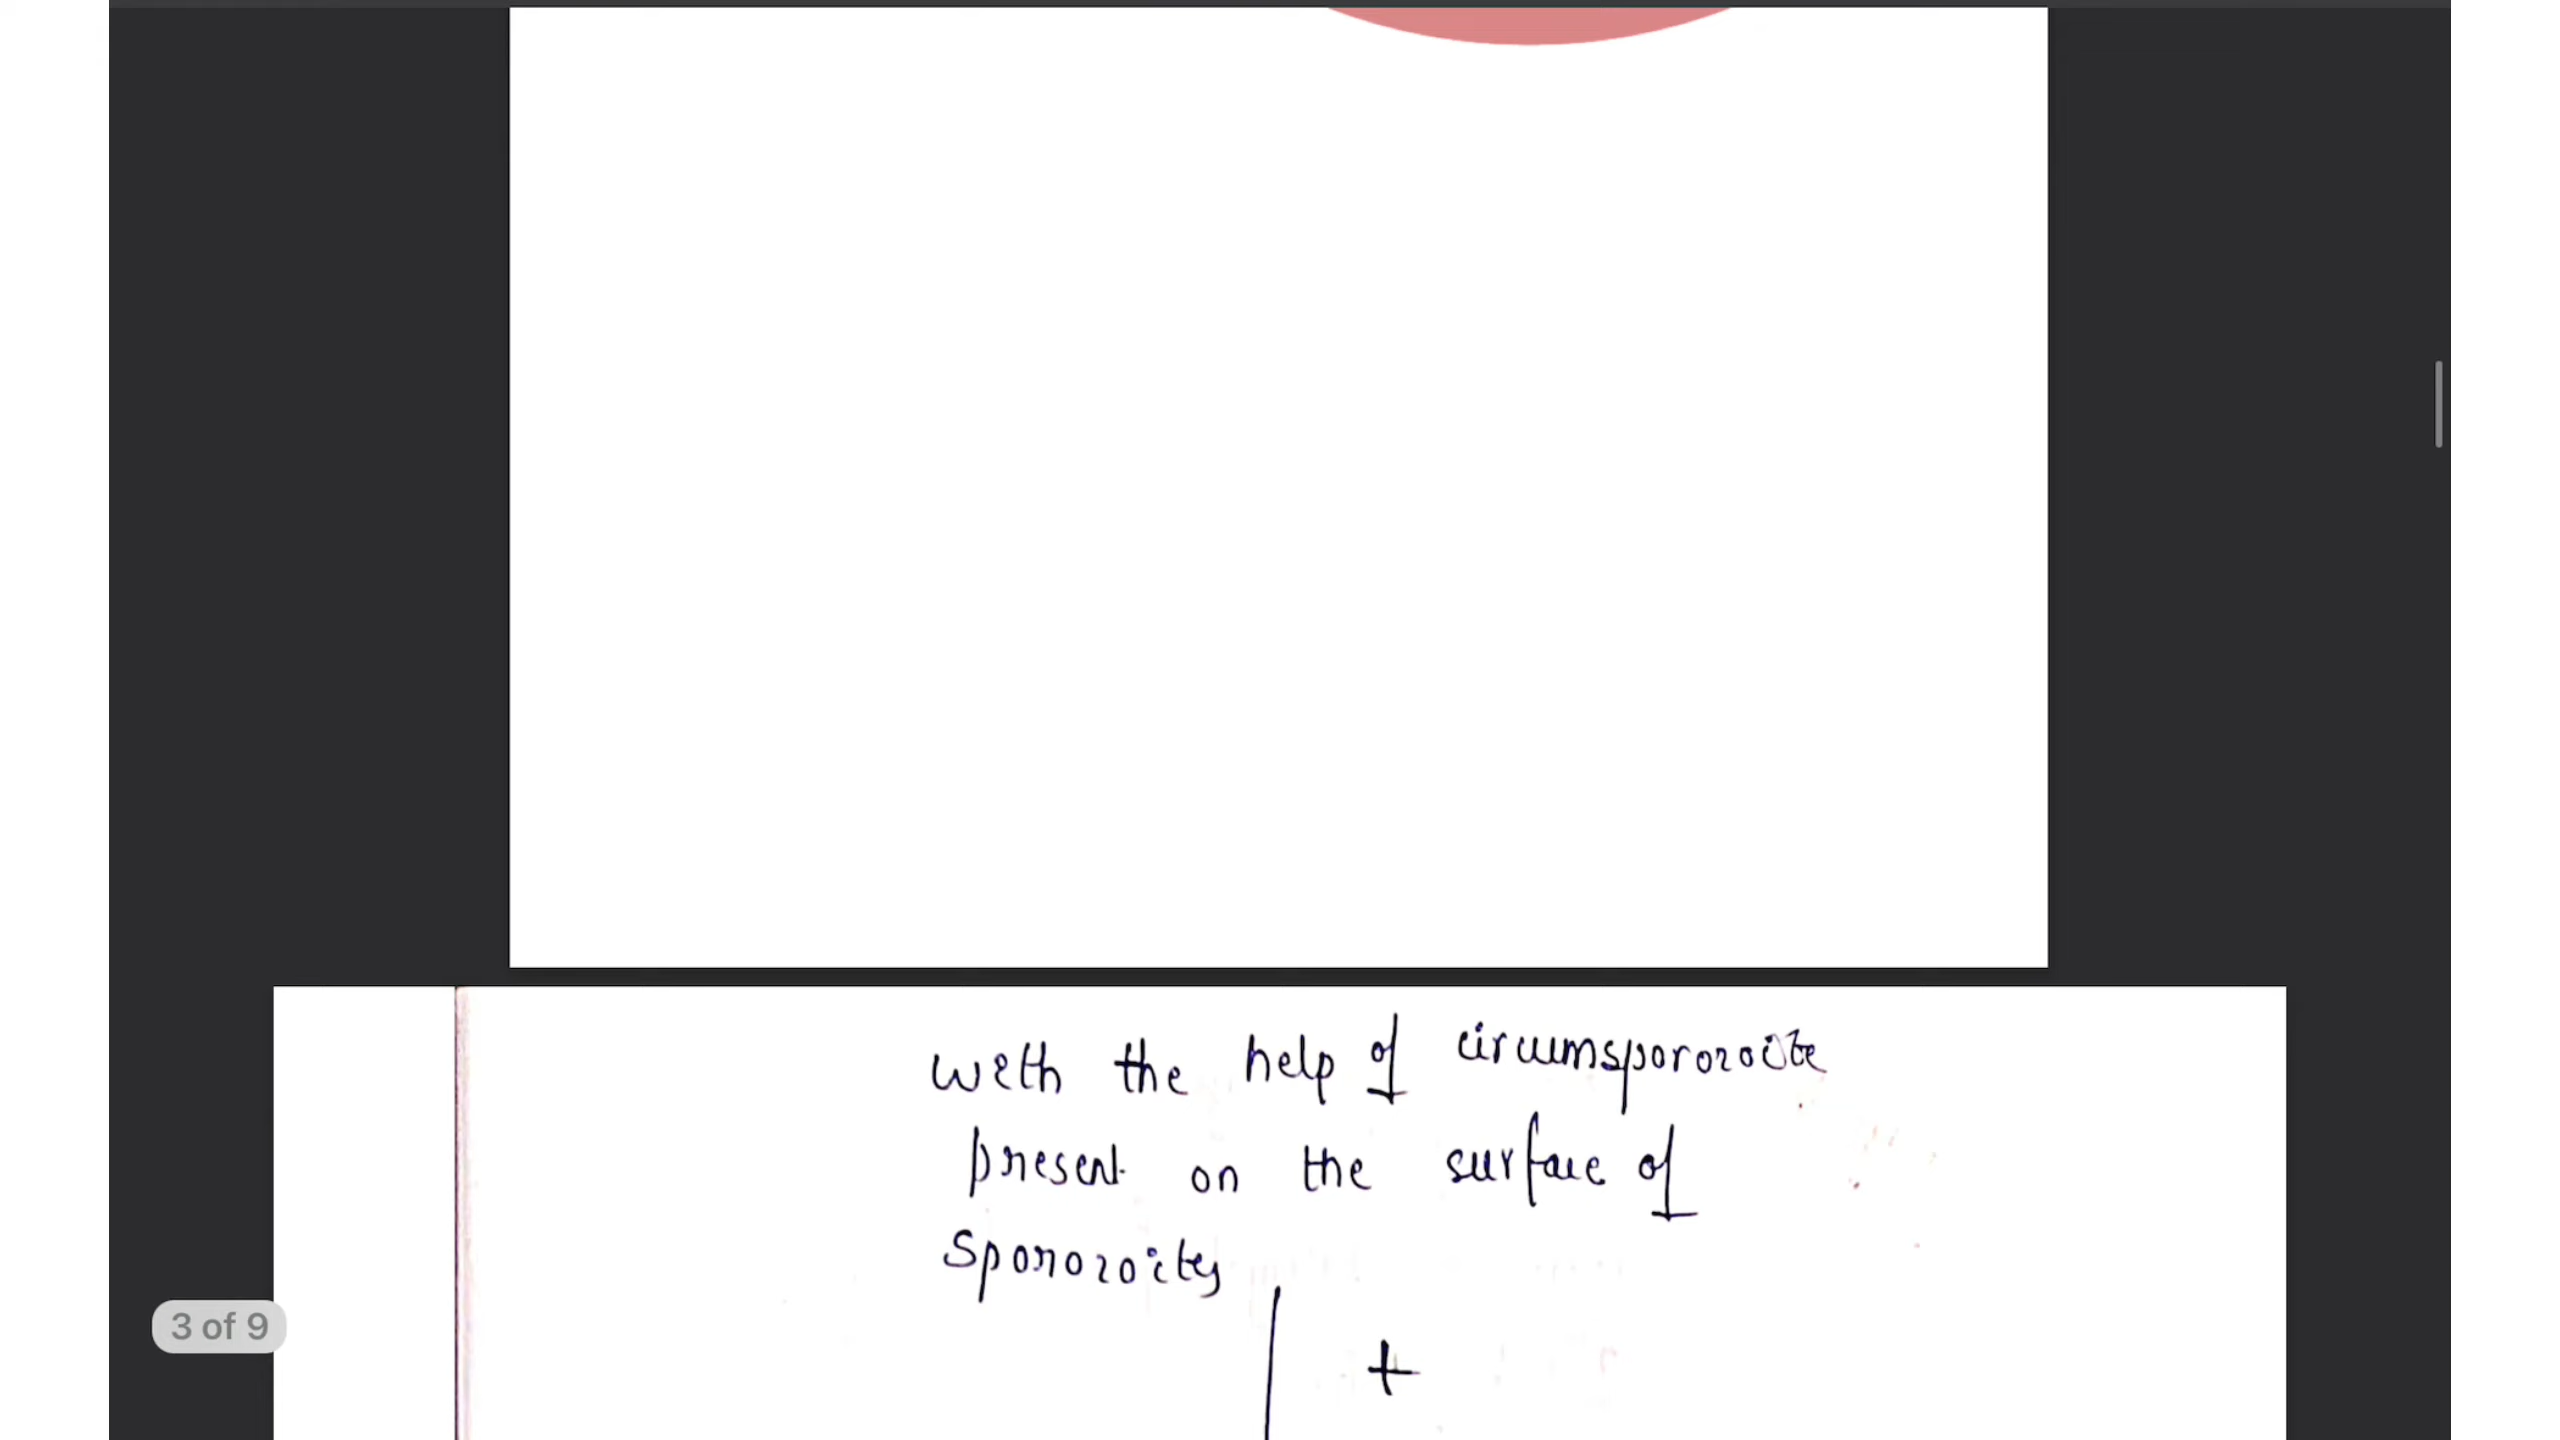 with the help of circumsporozoite
present on the surface of
sporozoites
+
3 of 9